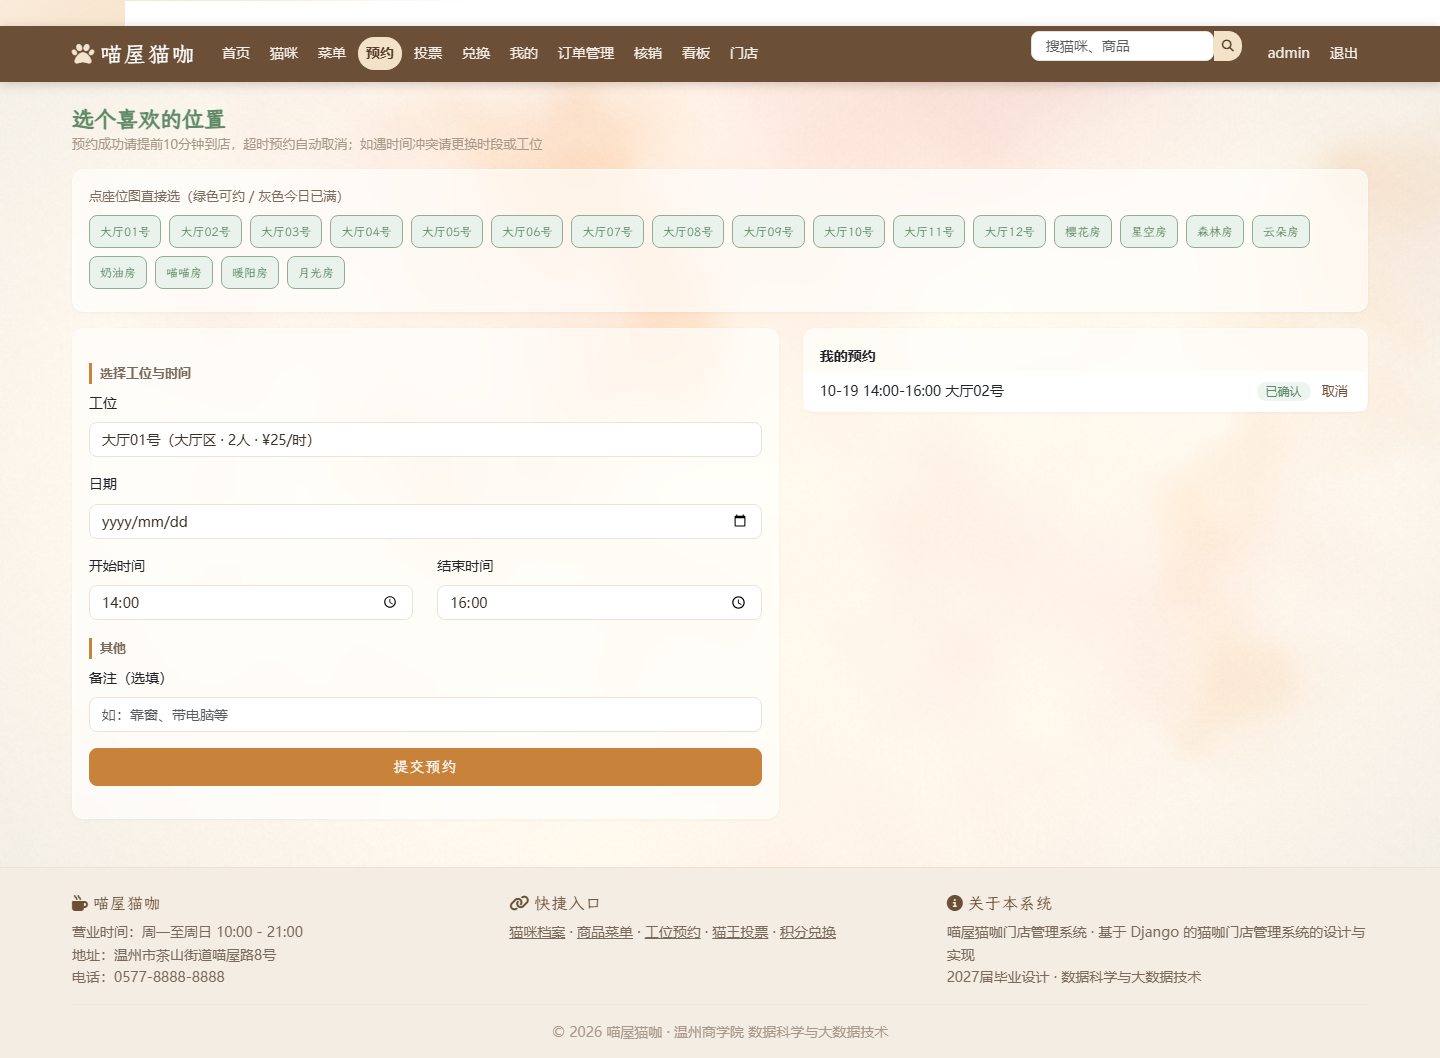 喵屋猫咖 首页 猫咪 菜单 预约 投票 兑换 我的 订单管理 核销 看板 门店 搜猫咪、商品 admin 退出
选个喜欢的位置
预约成功请提前10分钟到店，超时预约自动取消；如遇时间冲突请更换时段或工位
点座位图直接选（绿色可约 / 灰色今日已满）
大厅01号 大厅02号 大厅03号 大厅04号 大厅05号 大厅06号 大厅07号 大厅08号 大厅09号 大厅10号 大厅11号 大厅12号 樱花房 星空房 森林房 云朵房
奶油房 喵喵房 暖阳房 月光房
选择工位与时间
工位
大厅01号（大厅区 · 2人 · ¥25/时）
日期
yyyy/mm/dd
开始时间 结束时间
14:00 16:00
其他
备注（选填）
如：靠窗、带电脑等
提交预约
我的预约
10-19 14:00-16:00 大厅02号 已确认 取消
喵屋猫咖
营业时间：周一至周日 10:00 - 21:00
地址：温州市茶山街道喵屋路8号
电话：0577-8888-8888
快捷入口
猫咪档案 · 商品菜单 · 工位预约 · 猫王投票 · 积分兑换
关于本系统
喵屋猫咖门店管理系统 · 基于 Django 的猫咖门店管理系统的设计与
实现
2027届毕业设计 · 数据科学与大数据技术
© 2026 喵屋猫咖 · 温州商学院 数据科学与大数据技术